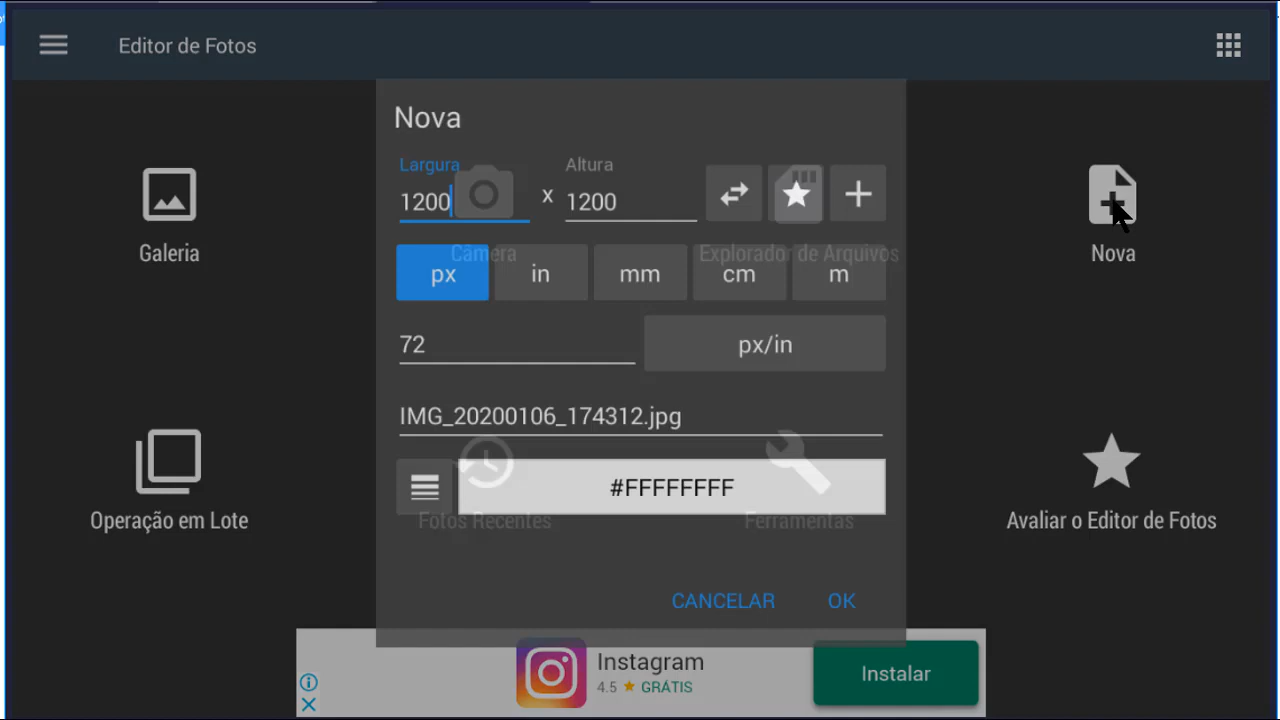 Editor de Fotos
Nova
Largura
Altura
1200
x
1200
Galeria
Câmera
Explorador de Arquivos
Nova
px
in
mm
cm
m
72
px/in
IMG_20200106_174312.jpg
#FFFFFFFF
Operação em Lote
Fotos Recentes
Ferramentas
Avaliar o Editor de Fotos
CANCELAR
OK
Instagram
4.5 ★ GRÁTIS
Instalar